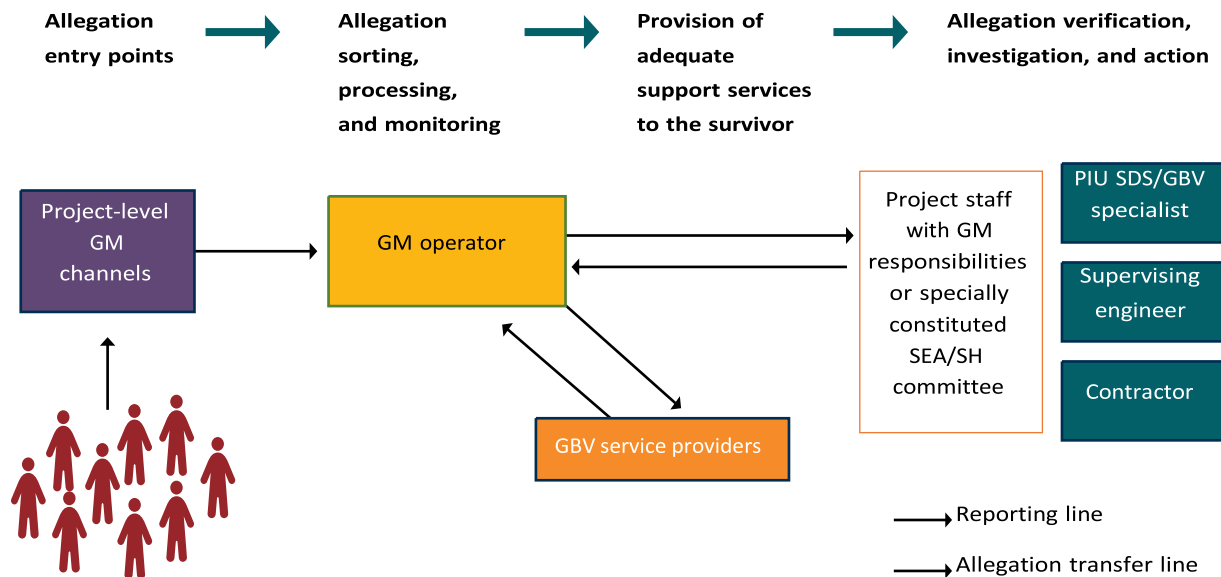 Allegation
entry points
Allegation
sorting,
processing,
and monitoring
Provision of
adequate
support services
to the survivor
Allegation verification,
investigation, and action
Project-level
GM
channels
GM operator
GBV service providers
Project staff
with GM
responsibilities
or specially
constituted
SEA/SH
committee
PIU SDS/GBV
specialist
Supervising
engineer
Contractor
Reporting line
Allegation transfer line